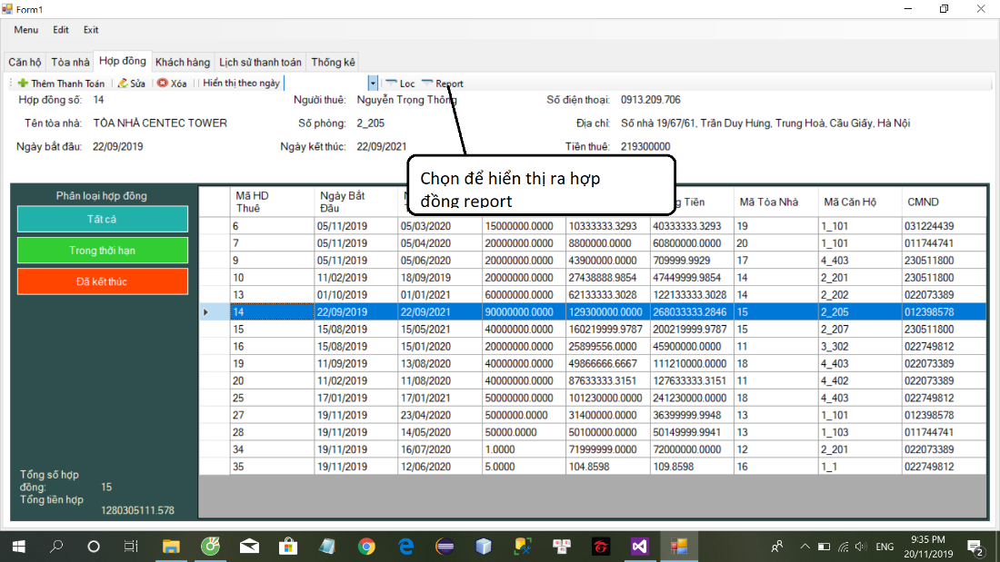 Form1
Menu Edit Exit
Căn hộ Tòa nhà Hợp đồng Khách hàng Lịch sử thanh toán Thống kê
Thêm Thanh Toán Sửa Xóa Hiển thị theo ngày Loc Report
Hợp đồng số: 14 Người thuê: Nguyễn Trọng Thông Số điện thoại: 0913.209.706
Tên tòa nhà: TÒA NHÀ CENTEC TOWER Số phòng: 2_205 Địa chỉ: Số nhà 19/67/61, Trần Duy Hưng, Trung Hoà, Cầu Giấy, Hà Nội
Ngày bắt đầu: 22/09/2019 Ngày kết thúc: 22/09/2021 Tiền thuê: 219300000
Chọn để hiển thị ra hợp
đồng report
Phân loại hợp đồng
Tất cả
Trong thời hạn
Đã kết thúc
Mã HD Thuê Ngày Bắt Đầu Tiền Mã Tòa Nhà Mã Căn Hộ CMND
6 05/11/2019 05/03/2020 15000000.0000 10333333.3293 40333333.3293 19 1_101 031224439
7 05/11/2019 05/04/2020 20000000.0000 8800000.0000 60800000.0000 20 1_101 011744741
9 05/11/2019 05/06/2020 20000000.0000 43900000.0000 709999.9929 17 4_403 230511800
10 11/02/2019 18/09/2019 20000000.0000 27438888.9854 47449999.9854 14 2_201 230511800
13 01/10/2019 01/01/2021 60000000.0000 62133333.3028 122133333.3028 14 2_202 022073389
14 22/09/2019 22/09/2021 90000000.0000 129300000.0000 268033333.2846 15 2_205 012398578
15 15/08/2019 15/05/2021 40000000.0000 160219999.9787 200219999.9787 15 2_207 230511800
16 15/08/2019 15/01/2020 20000000.0000 25899556.0000 45900000.0000 11 3_302 022749812
19 11/09/2019 13/08/2020 40000000.0000 49866666.6667 111210000.0000 18 4_403 022073389
20 11/02/2019 11/08/2020 40000000.0000 87633333.3151 127633333.3151 11 4_402 022073389
25 17/01/2019 17/01/2021 50000000.0000 101230000.0000 241230000.0000 18 4_403 022749812
27 19/11/2019 23/04/2020 5000000.0000 31400000.0000 36399999.9948 13 1_101 012398578
28 19/11/2019 14/05/2020 50000.0000 50100000.0000 50149999.9941 13 1_103 011744741
34 19/11/2019 16/07/2020 1.0000 71999999.0000 72000000.0000 12 2_201 022073389
35 19/11/2019 12/06/2020 5.0000 104.8598 109.8598 16 1_1 022749812
Tổng số hợp
đồng: 15
Tổng tiền hợp
1280305111.578
ENG 9:35 PM
20/11/2019 2